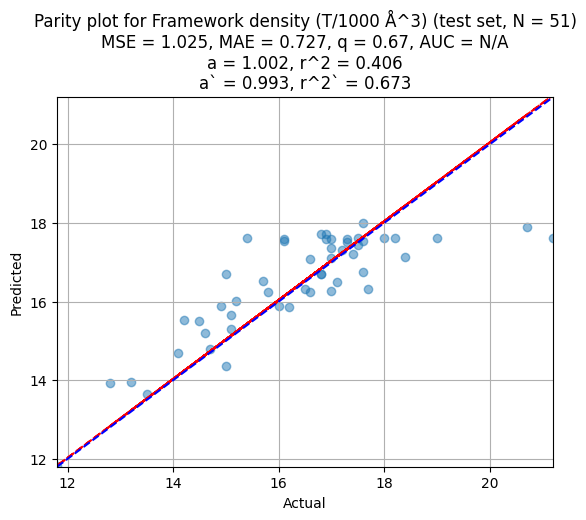 Parity plot for Framework density (T/1000 Å^3) (test set, N = 51)
MSE = 1.025, MAE = 0.727, q = 0.67, AUC = N/A
a = 1.002, r^2 = 0.406
a` = 0.993, r^2` = 0.673
20
18
16
14
12
Predicted
12 14 16 18 20
Actual